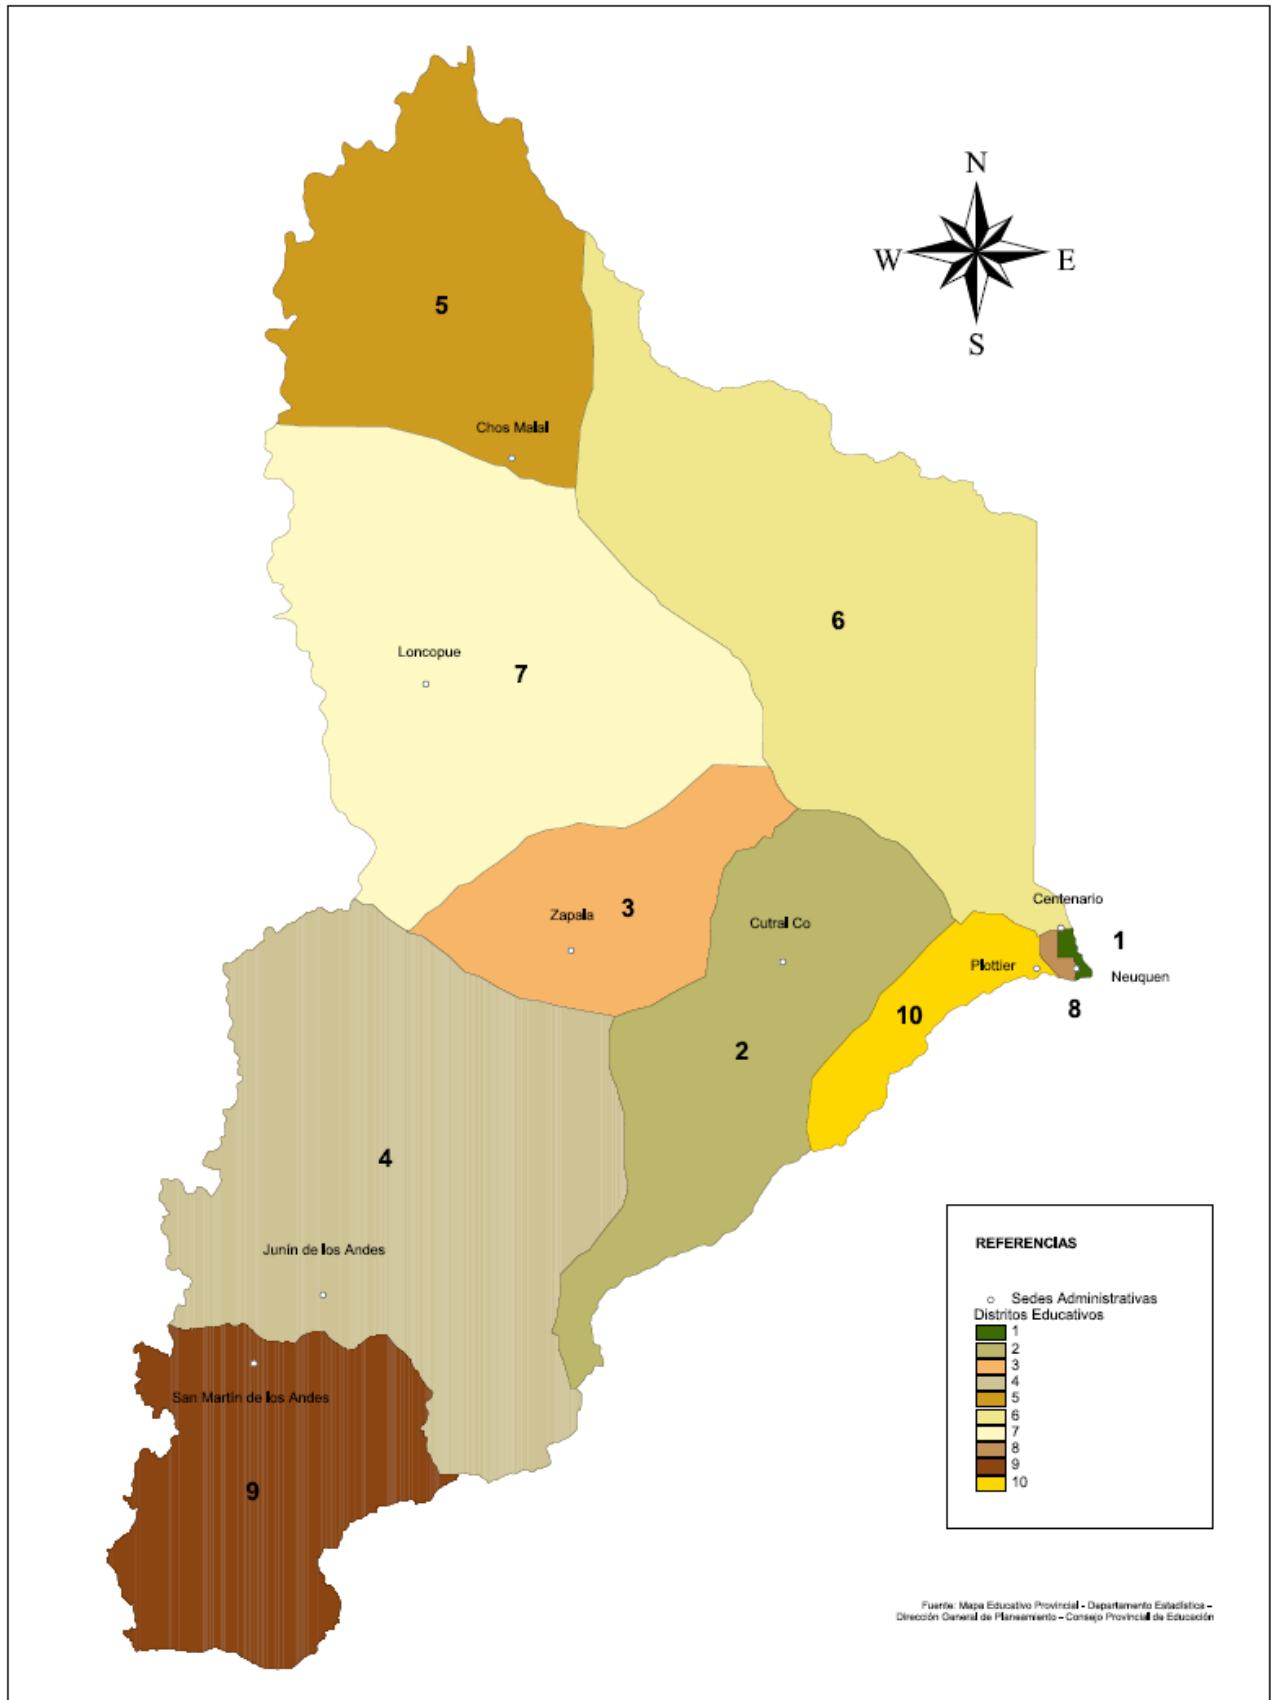 N
W
E
S
5
Chos Malal
6
Loncopue
7
Centenario
Zapala
3
Cutral Co
1
Plottier
Neuquen
10
8
2
4
Junín de los Andes
San Martín de los Andes
9
REFERENCIAS
Sedes Administrativas
Distritos Educativos
1
2
3
4
5
6
7
8
9
10
Fuente: Mapa Educativo Provincial - Departamento Estadística –
Dirección General de Planeamiento – Consejo Provincial de Educación